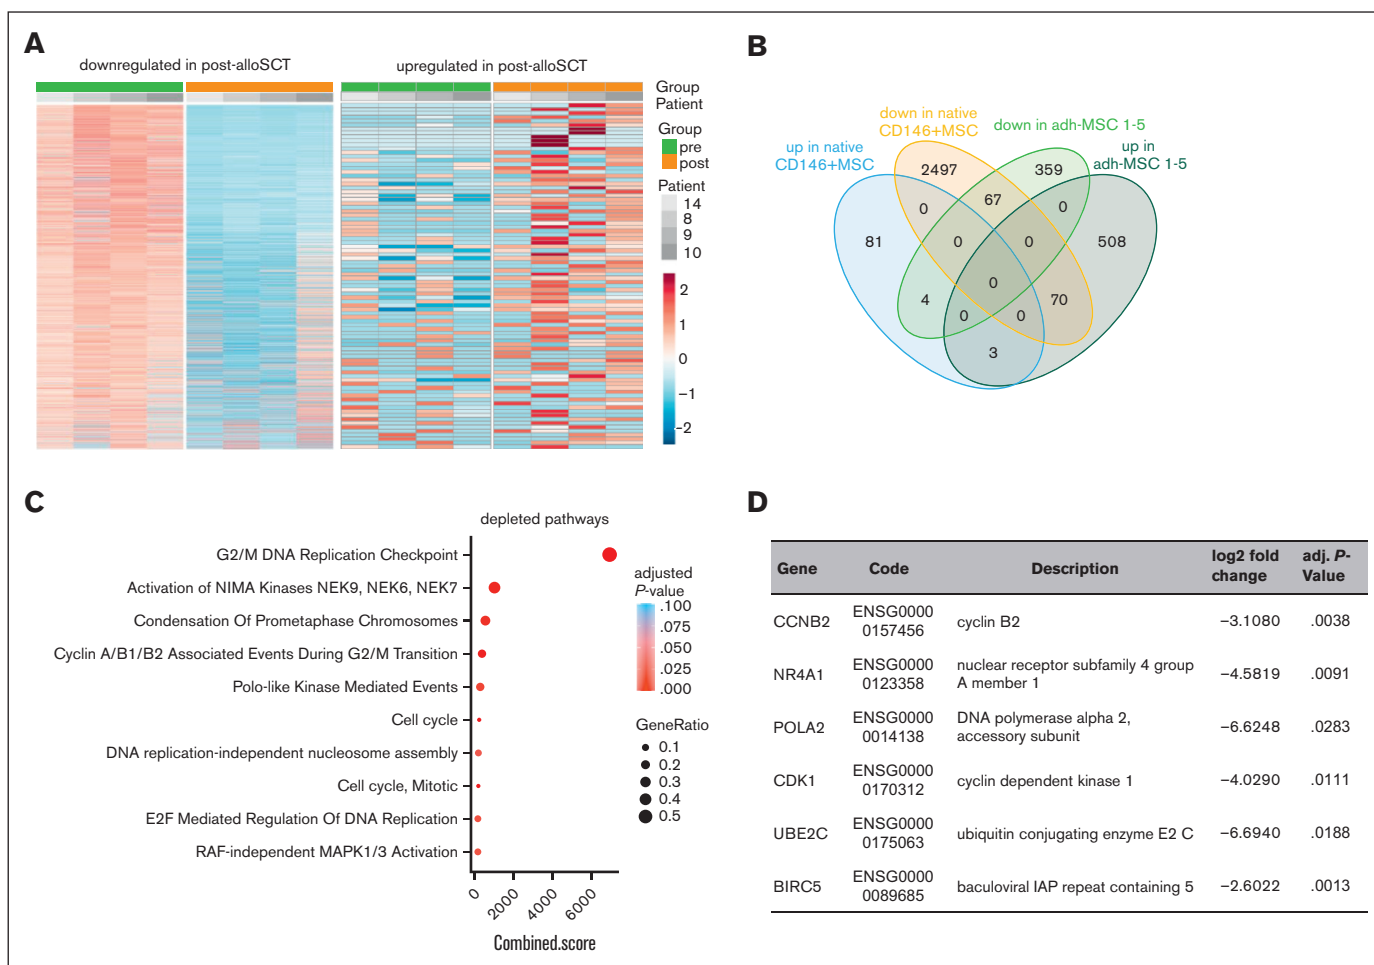 A
downregulated in post-alloSCT
upregulated in post-alloSCT
Group
Patient
Group
pre
post
Patient
14
8
9
10
2
1
0
−1
−2
B
down in native
CD146+MSC
down in adh-MSC 1-5
up in native
CD146+MSC
up in
adh-MSC 1-5
2497
359
67
0
0
81
0
0
508
0
4
70
0
0
3
C
depleted pathways
G2/M DNA Replication Checkpoint
Activation of NIMA Kinases NEK9, NEK6, NEK7
Condensation Of Prometaphase Chromosomes
Cyclin A/B1/B2 Associated Events During G2/M Transition
Polo-like Kinase Mediated Events
Cell cycle
DNA replication-independent nucleosome assembly
Cell cycle, Mitotic
E2F Mediated Regulation Of DNA Replication
RAF-independent MAPK1/3 Activation
0
2000
4000
6000
Combined.score
adjusted
P-value
.100
.075
.050
.025
.000
GeneRatio
0.1
0.2
0.3
0.4
0.5
D
Gene Code Description log2 fold change adj. P-Value
CCNB2 ENSG0000 0157456 cyclin B2 −3.1080 .0038
NR4A1 ENSG0000 0123358 nuclear receptor subfamily 4 group A member 1 −4.5819 .0091
POLA2 ENSG0000 0014138 DNA polymerase alpha 2, accessory subunit −6.6248 .0283
CDK1 ENSG0000 0170312 cyclin dependent kinase 1 −4.0290 .0111
UBE2C ENSG0000 0175063 ubiquitin conjugating enzyme E2 C −6.6940 .0188
BIRC5 ENSG0000 0089685 baculoviral IAP repeat containing 5 −2.6022 .0013